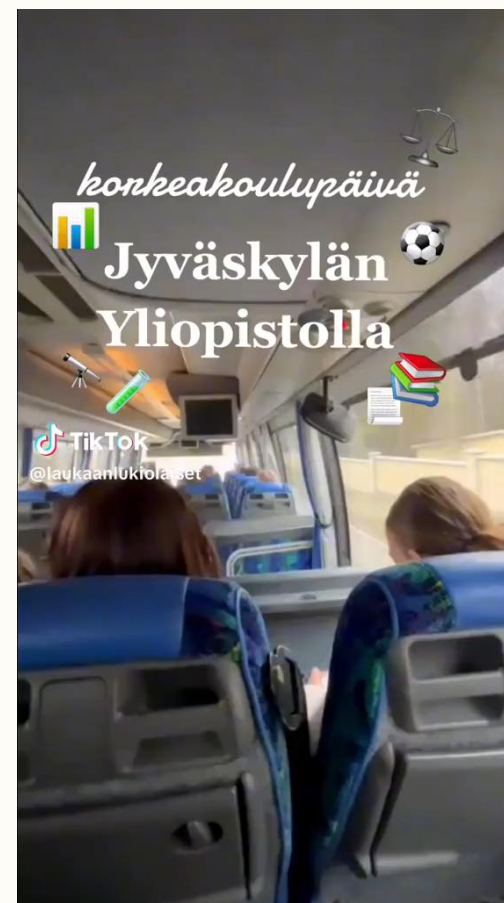 korkeakoulupäivä
Jyväskylän
Yliopistolla
TikTok
@laukaanlukiolaiset